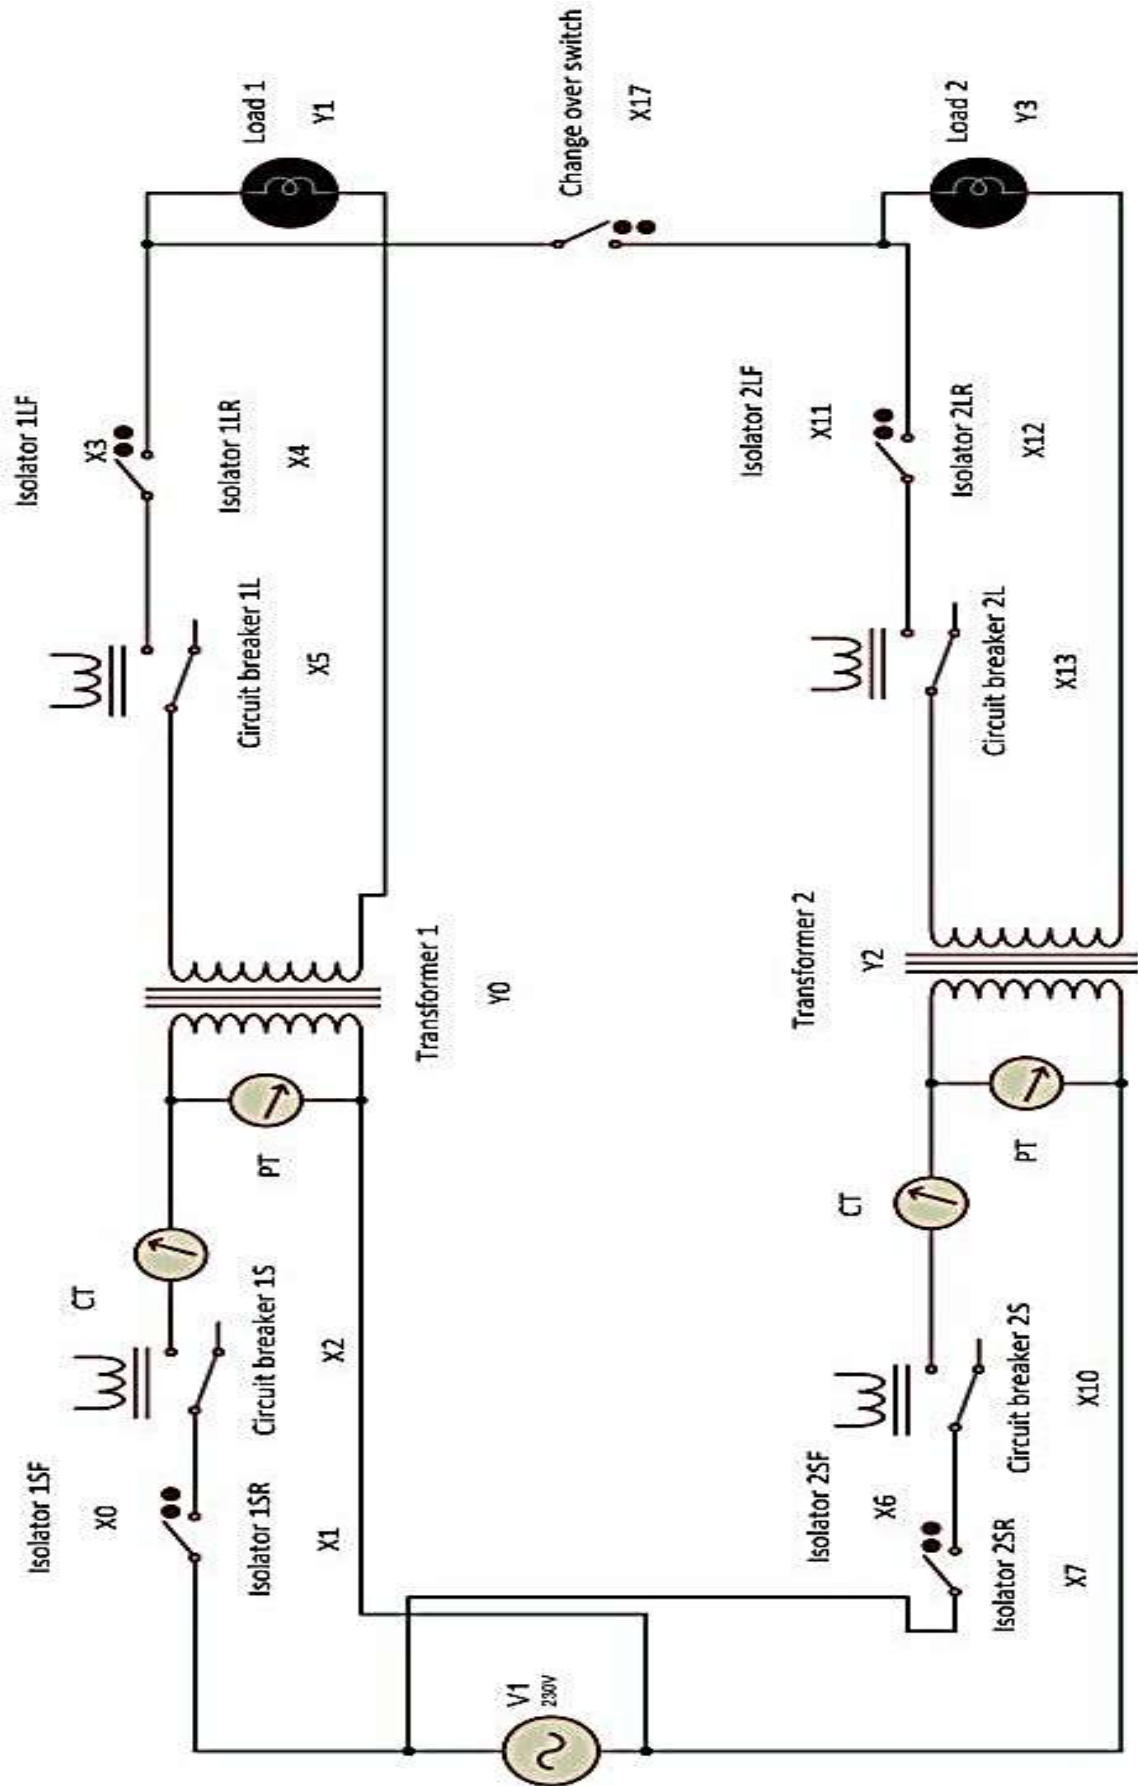 Isolator 1SF
X0
Isolator 1SR
X1
CT
Circuit breaker 1S
X2
PT
Transformer 1
Y0
Circuit breaker 1L
X5
Isolator 1LF
X3
Isolator 1LR
X4
Load 1
Y1
V1
230V
Change over switch
X17
Isolator 2SF
X6
Isolator 2SR
X7
Circuit breaker 2S
X10
CT
PT
Transformer 2
Y2
Circuit breaker 2L
X13
Isolator 2LF
X11
Isolator 2LR
X12
Load 2
Y3